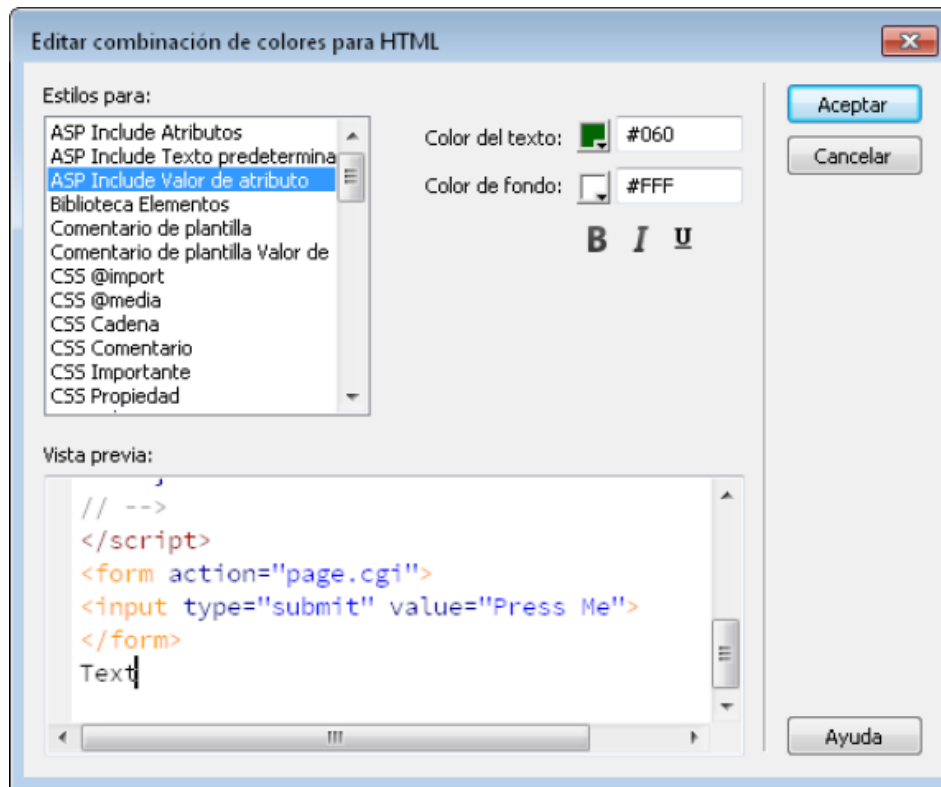 Editar combinación de colores para HTML
Estilos para:
ASP Include Atributos
ASP Include Texto predetermina
ASP Include Valor de atributo
Biblioteca Elementos
Comentario de plantilla
Comentario de plantilla Valor de
CSS @import
CSS @media
CSS Cadena
CSS Comentario
CSS Importante
CSS Propiedad
Color del texto: #060
Color de fondo: #FFF
B I U
Aceptar
Cancelar
Vista previa:
// -->
</script>
<form action="page.cgi">
<input type="submit" value="Press Me">
</form>
Text
Ayuda